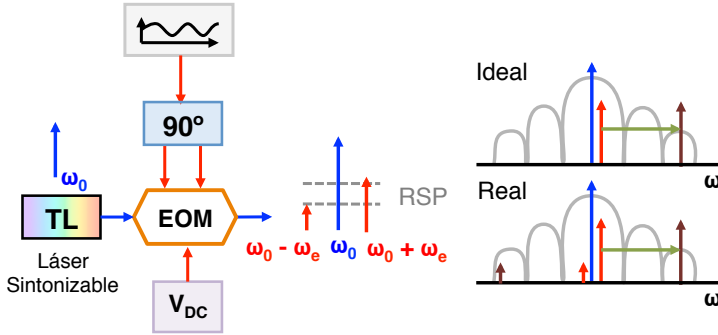 90º
ω0
TL
EOM
Láser
Sintonizable
VDC
RSP
ω0 - ωe
ω0
ω0 + ωe
Ideal
ω
Real
ω